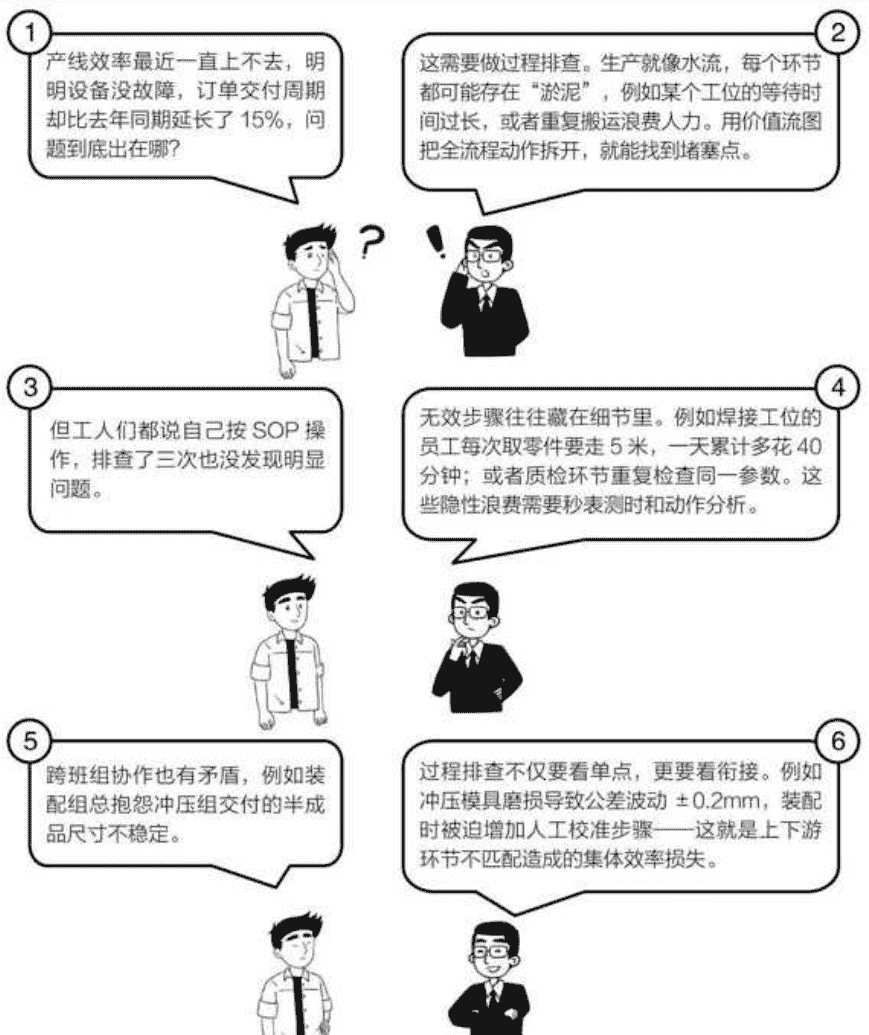 1
产线效率最近一直上不去，明
明设备没故障，订单交付周期
却比去年同期延长了 15%，问
题到底出在哪？
2
这需要做过程排查。生产就像水流，每个环节
都可能存在“淤泥”，例如某个工位的等待时
间过长，或者重复搬运浪费人力。用价值流图
把全流程动作拆开，就能找到堵塞点。
?
!
3
但工人们都说自己按 SOP 操
作，排查了三次也没发现明显
问题。
4
无效步骤往往藏在细节里。例如焊接工位的
员工每次取零件要走 5 米，一天累计多花 40
分钟；或者质检环节重复检查同一参数。这
些隐性浪费需要秒表测时和动作分析。
5
跨班组协作也有矛盾，例如装
配组总抱怨冲压组交付的半成
品尺寸不稳定。
6
过程排查不仅要看单点，更要看衔接。例如
冲压模具磨损导致公差波动 ±0.2mm，装配
时被迫增加人工校准步骤——这就是上下游
环节不匹配造成的集体效率损失。